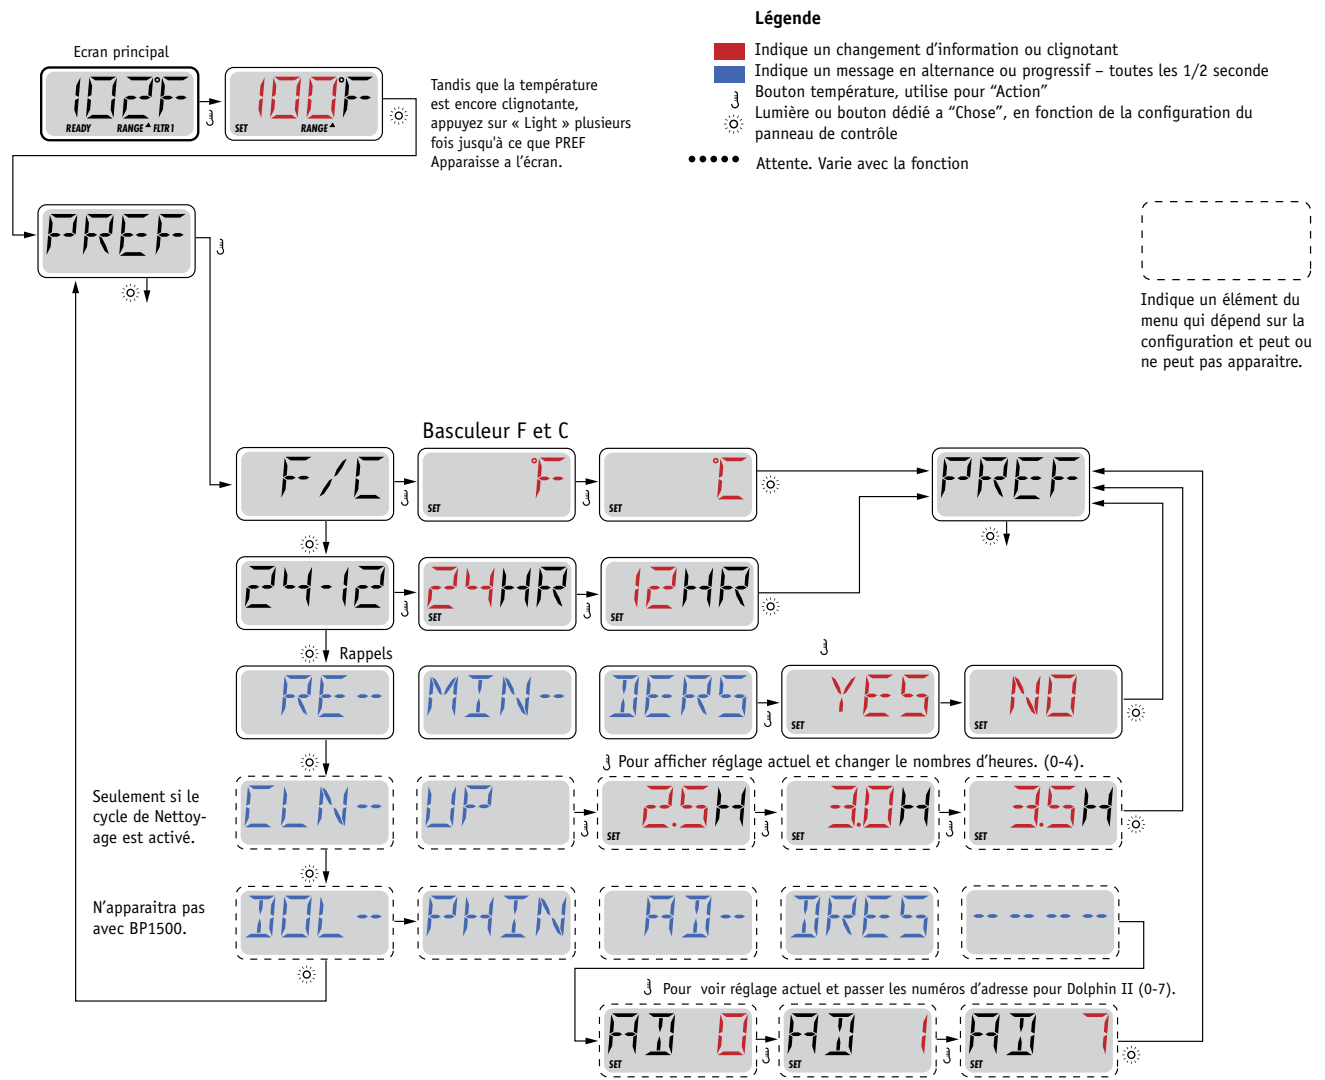 Légende
Indique un changement d'information ou clignotant
Indique un message en alternance ou progressif – toutes les 1/2 seconde
Bouton température, utilise pour "Action"
Lumière ou bouton dédié a "Chose", en fonction de la configuration du
panneau de contrôle
Attente. Varie avec la fonction
Ecran principal
102°F
READY RANGE FLTR1
100°F
SET RANGE
Tandis que la température
est encore clignotante,
appuyez sur « Light » plusieurs
fois jusqu'à ce que PREF
Apparaisse a l'écran.
PREF
Indique un élément du
menu qui dépend sur la
configuration et peut ou
ne peut pas apparaitre.
Basculeur F et C
F/C
°F
SET
°C
SET
PREF
24-12
24HR
SET
12HR
SET
Rappels
RE-
MIN-
DERS
YES
SET
NO
SET
Pour afficher réglage actuel et changer le nombres d'heures. (0-4).
Seulement si le
cycle de Nettoy-
age est activé.
CLN-
UP
2.5H
SET
3.0H
SET
3.5H
SET
N'apparaitra pas
avec BP1500.
DOL-
PHIN
AD-
DRES
----
Pour voir réglage actuel et passer les numéros d'adresse pour Dolphin II (0-7).
AD 0
SET
AD 1
SET
AD 7
SET